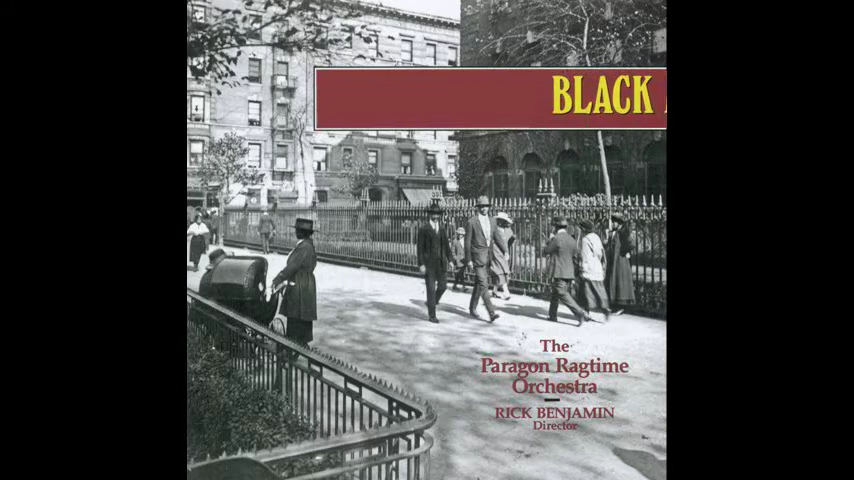 BLACK
The
Paragon Ragtime
Orchestra
RICK BENJAMIN
Director